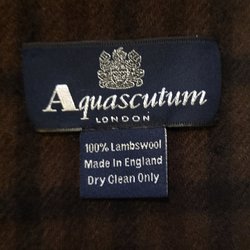 Aquascutum
LONDON
100% Lambswool
Made In England
Dry Clean Only